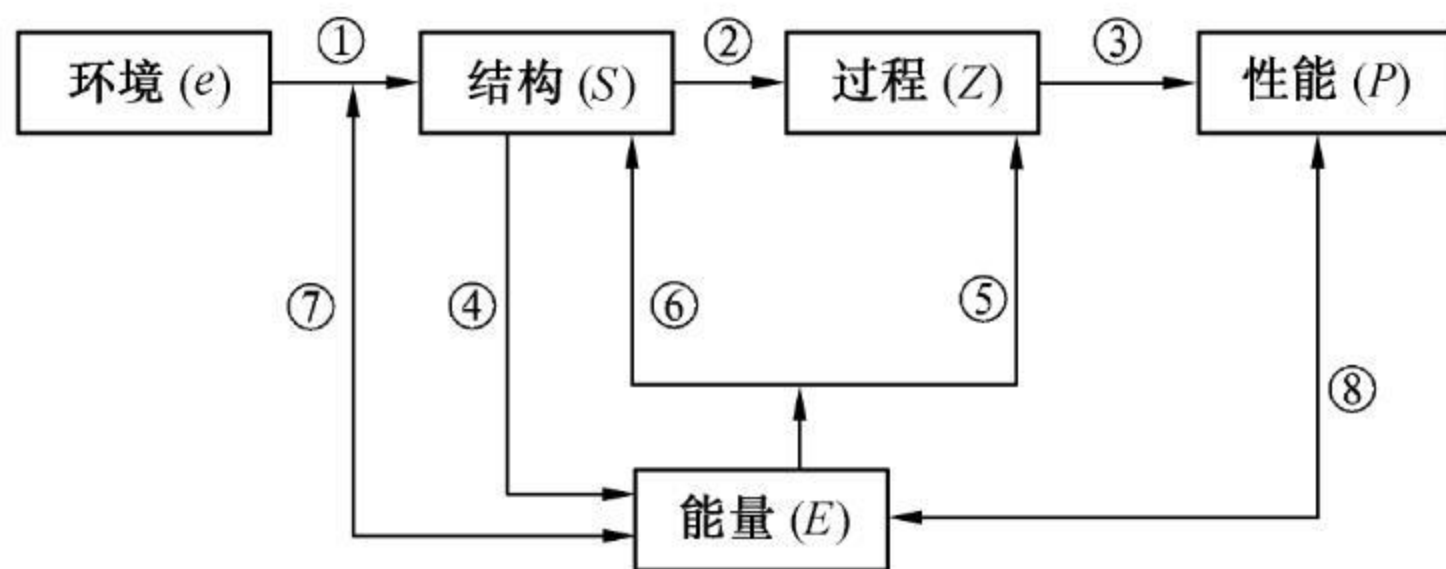 ①
②
③
环境 (e)
结构 (S)
过程 (Z)
性能 (P)
⑦
④
⑥
⑤
⑧
能量 (E)